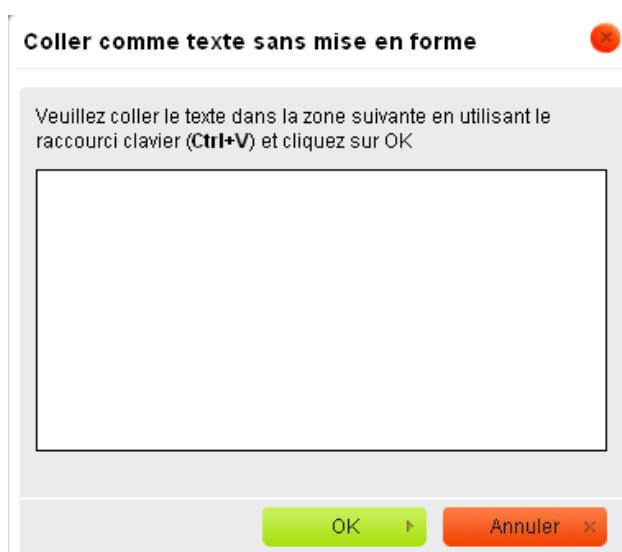 Coller comme texte sans mise en forme
Veuillez coller le texte dans la zone suivante en utilisant le
raccourci clavier (Ctrl+V) et cliquez sur OK
OK
Annuler